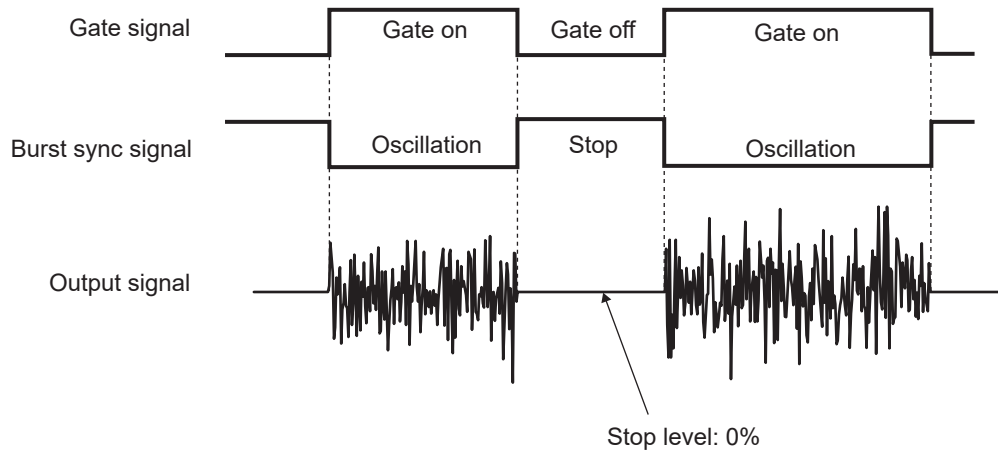 Gate signal
Gate on
Gate off
Gate on
Burst sync signal
Oscillation
Stop
Oscillation
Output signal
Stop level: 0%